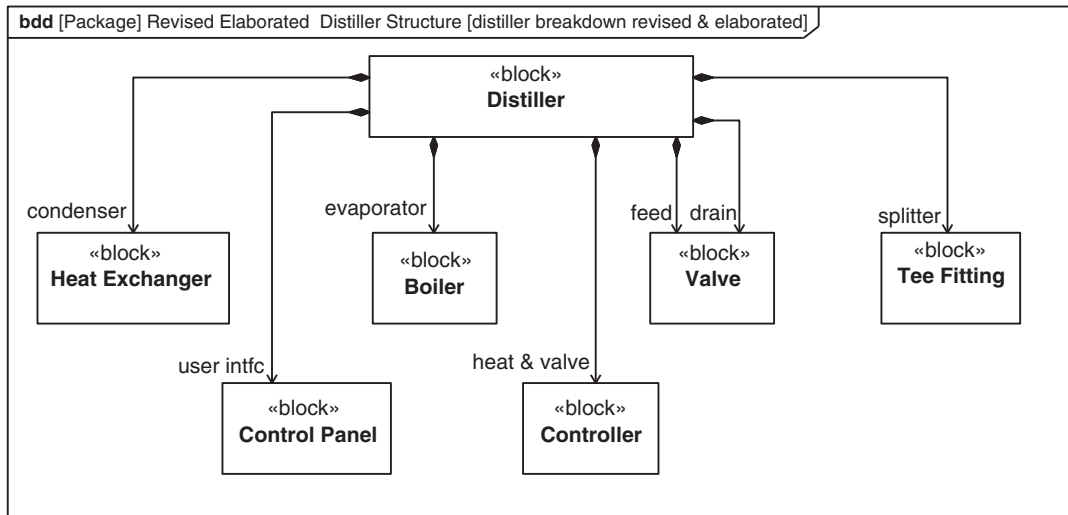 bdd [Package] Revised Elaborated Distiller Structure [distiller breakdown revised & elaborated]
«block»
Distiller
condenser
evaporator
feed
drain
splitter
«block»
Heat Exchanger
«block»
Boiler
«block»
Valve
«block»
Tee Fitting
user intfc
heat & valve
«block»
Control Panel
«block»
Controller